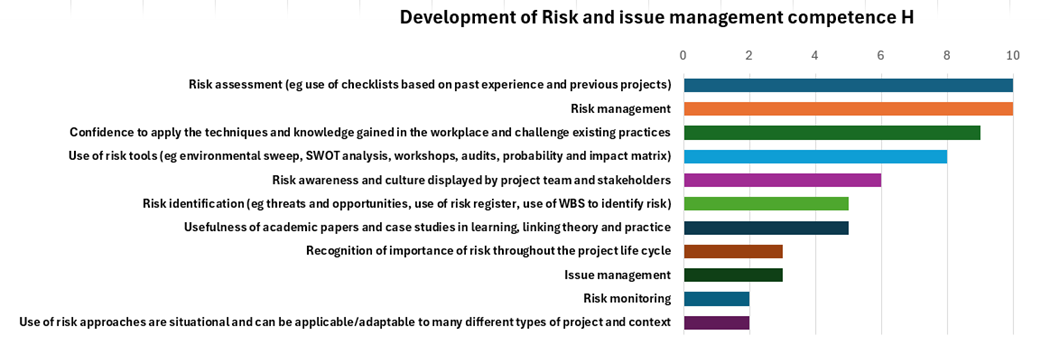 Development of Risk and issue management competence H
0 2 4 6 8 10
Risk assessment (eg use of checklists based on past experience and previous projects)
Risk management
Confidence to apply the techniques and knowledge gained in the workplace and challenge existing practices
Use of risk tools (eg environmental sweep, SWOT analysis, workshops, audits, probability and impact matrix)
Risk awareness and culture displayed by project team and stakeholders
Risk identification (eg threats and opportunities, use of risk register, use of WBS to identify risk)
Usefulness of academic papers and case studies in learning, linking theory and practice
Recognition of importance of risk throughout the project life cycle
Issue management
Risk monitoring
Use of risk approaches are situational and can be applicable/adaptable to many different types of project and context